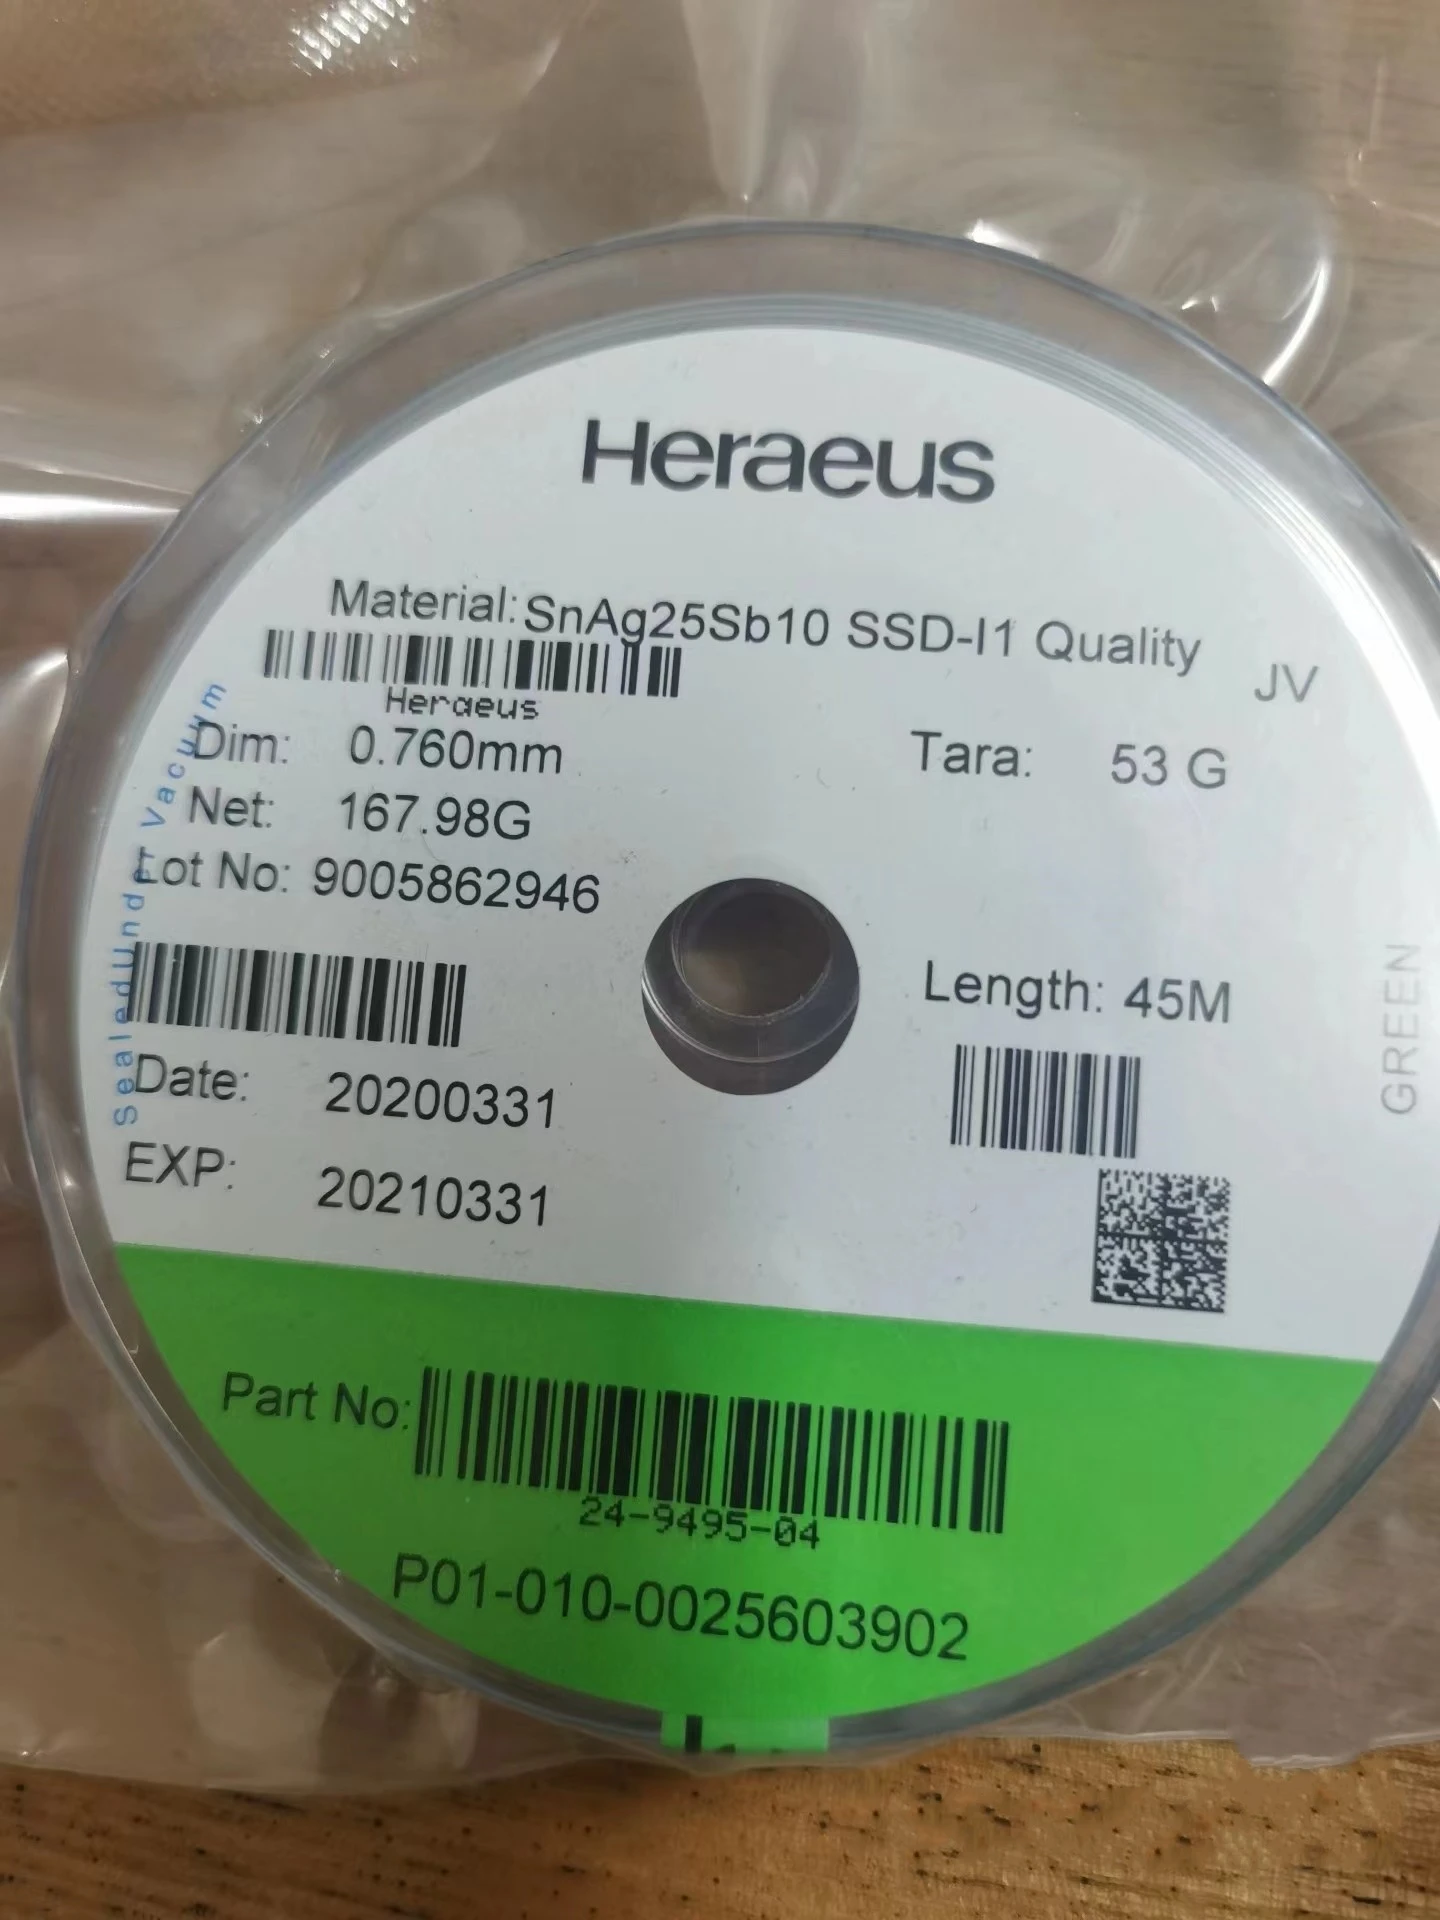 Heraeus
Material: SnAg25Sb10 SSD-I1 Quality
JV
Heraeus
Dim: 0.760mm
Tara: 53 G
Net: 167.98G
Lot No: 9005862946
Sealed Under Vacuum
Length: 45M
GREEN
Date: 20200331
EXP: 20210331
Part No:
24-9495-04
P01-010-0025603902